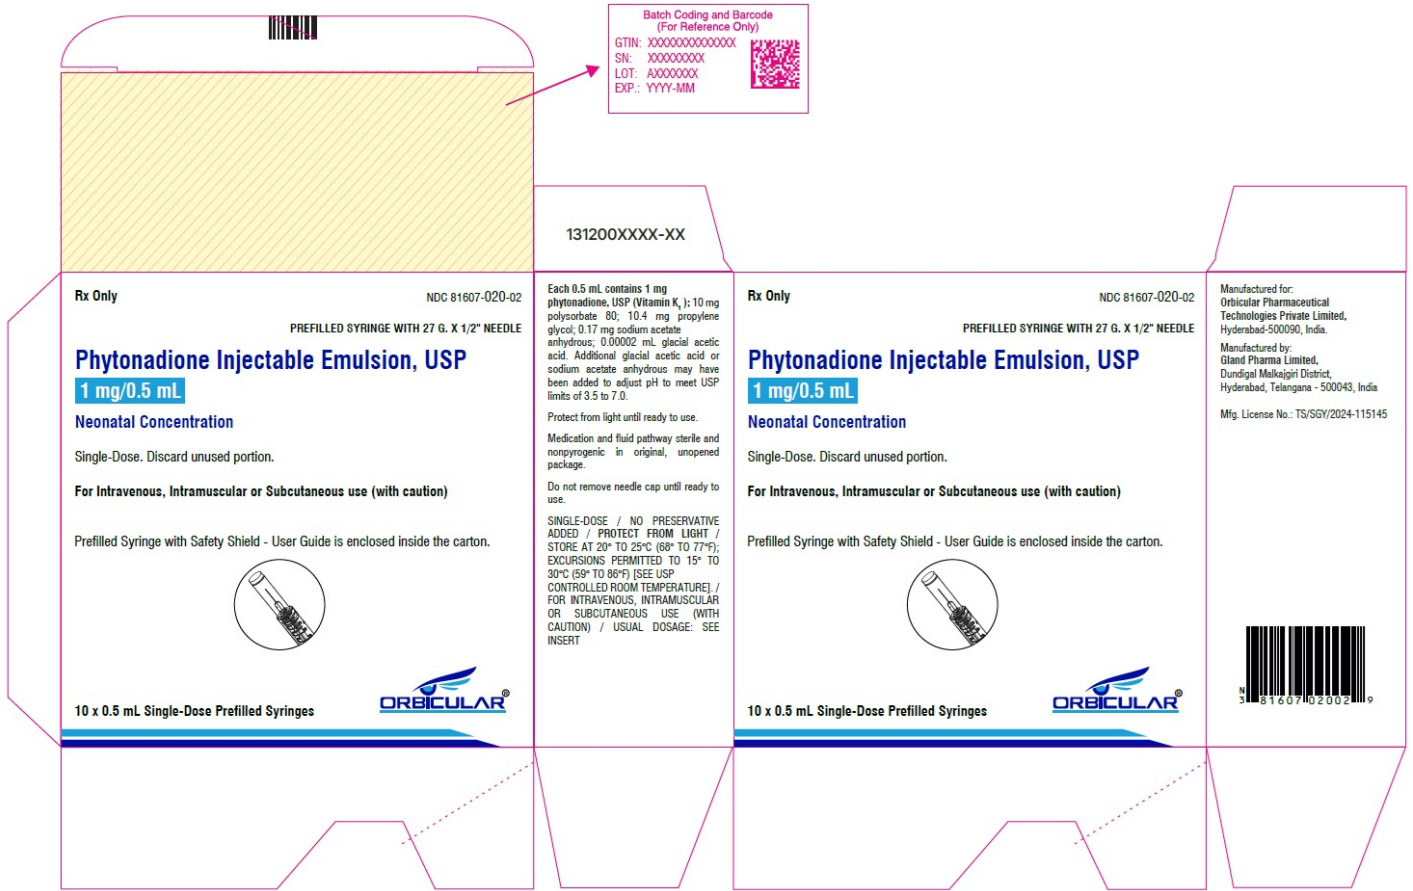 Batch Coding and Barcode
(For Reference Only)
GTIN: XXXXXXXXXXXXXX
SN: XXXXXXXXX
LOT: AXXXXXXX
EXP.: YYYY-MM
131200XXXX-XX
Rx Only
NDC 81607-020-02
PREFILLED SYRINGE WITH 27 G. X 1/2" NEEDLE
Phytonadione Injectable Emulsion, USP
1 mg/0.5 mL
Neonatal Concentration
Single-Dose. Discard unused portion.
For Intravenous, Intramuscular or Subcutaneous use (with caution)
Prefilled Syringe with Safety Shield - User Guide is enclosed inside the carton.
10 x 0.5 mL Single-Dose Prefilled Syringes
ORBICULAR®
Each 0.5 mL contains 1 mg
phytonadione, USP (Vitamin K₁); 10 mg
polysorbate 80; 10.4 mg propylene
glycol; 0.17 mg sodium acetate
anhydrous; 0.00002 mL glacial acetic
acid. Additional glacial acetic acid or
sodium acetate anhydrous may have
been added to adjust pH to meet USP
limits of 3.5 to 7.0.
Protect from light until ready to use.
Medication and fluid pathway sterile and
nonpyrogenic in original, unopened
package.
Do not remove needle cap until ready to
use.
SINGLE-DOSE / NO PRESERVATIVE
ADDED / PROTECT FROM LIGHT /
STORE AT 20° TO 25°C (68° TO 77°F);
EXCURSIONS PERMITTED TO 15° TO
30°C (59° TO 86°F) [SEE USP
CONTROLLED ROOM TEMPERATURE]. /
FOR INTRAVENOUS, INTRAMUSCULAR
OR SUBCUTANEOUS USE (WITH
CAUTION) / USUAL DOSAGE: SEE
INSERT
Rx Only
NDC 81607-020-02
PREFILLED SYRINGE WITH 27 G. X 1/2" NEEDLE
Phytonadione Injectable Emulsion, USP
1 mg/0.5 mL
Neonatal Concentration
Single-Dose. Discard unused portion.
For Intravenous, Intramuscular or Subcutaneous use (with caution)
Prefilled Syringe with Safety Shield - User Guide is enclosed inside the carton.
10 x 0.5 mL Single-Dose Prefilled Syringes
ORBICULAR®
Manufactured for:
Orbicular Pharmaceutical
Technologies Private Limited,
Hyderabad-500090, India.
Manufactured by:
Gland Pharma Limited,
Dundigal Malkajgiri District,
Hyderabad, Telangana - 500043, India
Mfg. License No.: TS/SGY/2024-115145
N
3 81607 02002 9